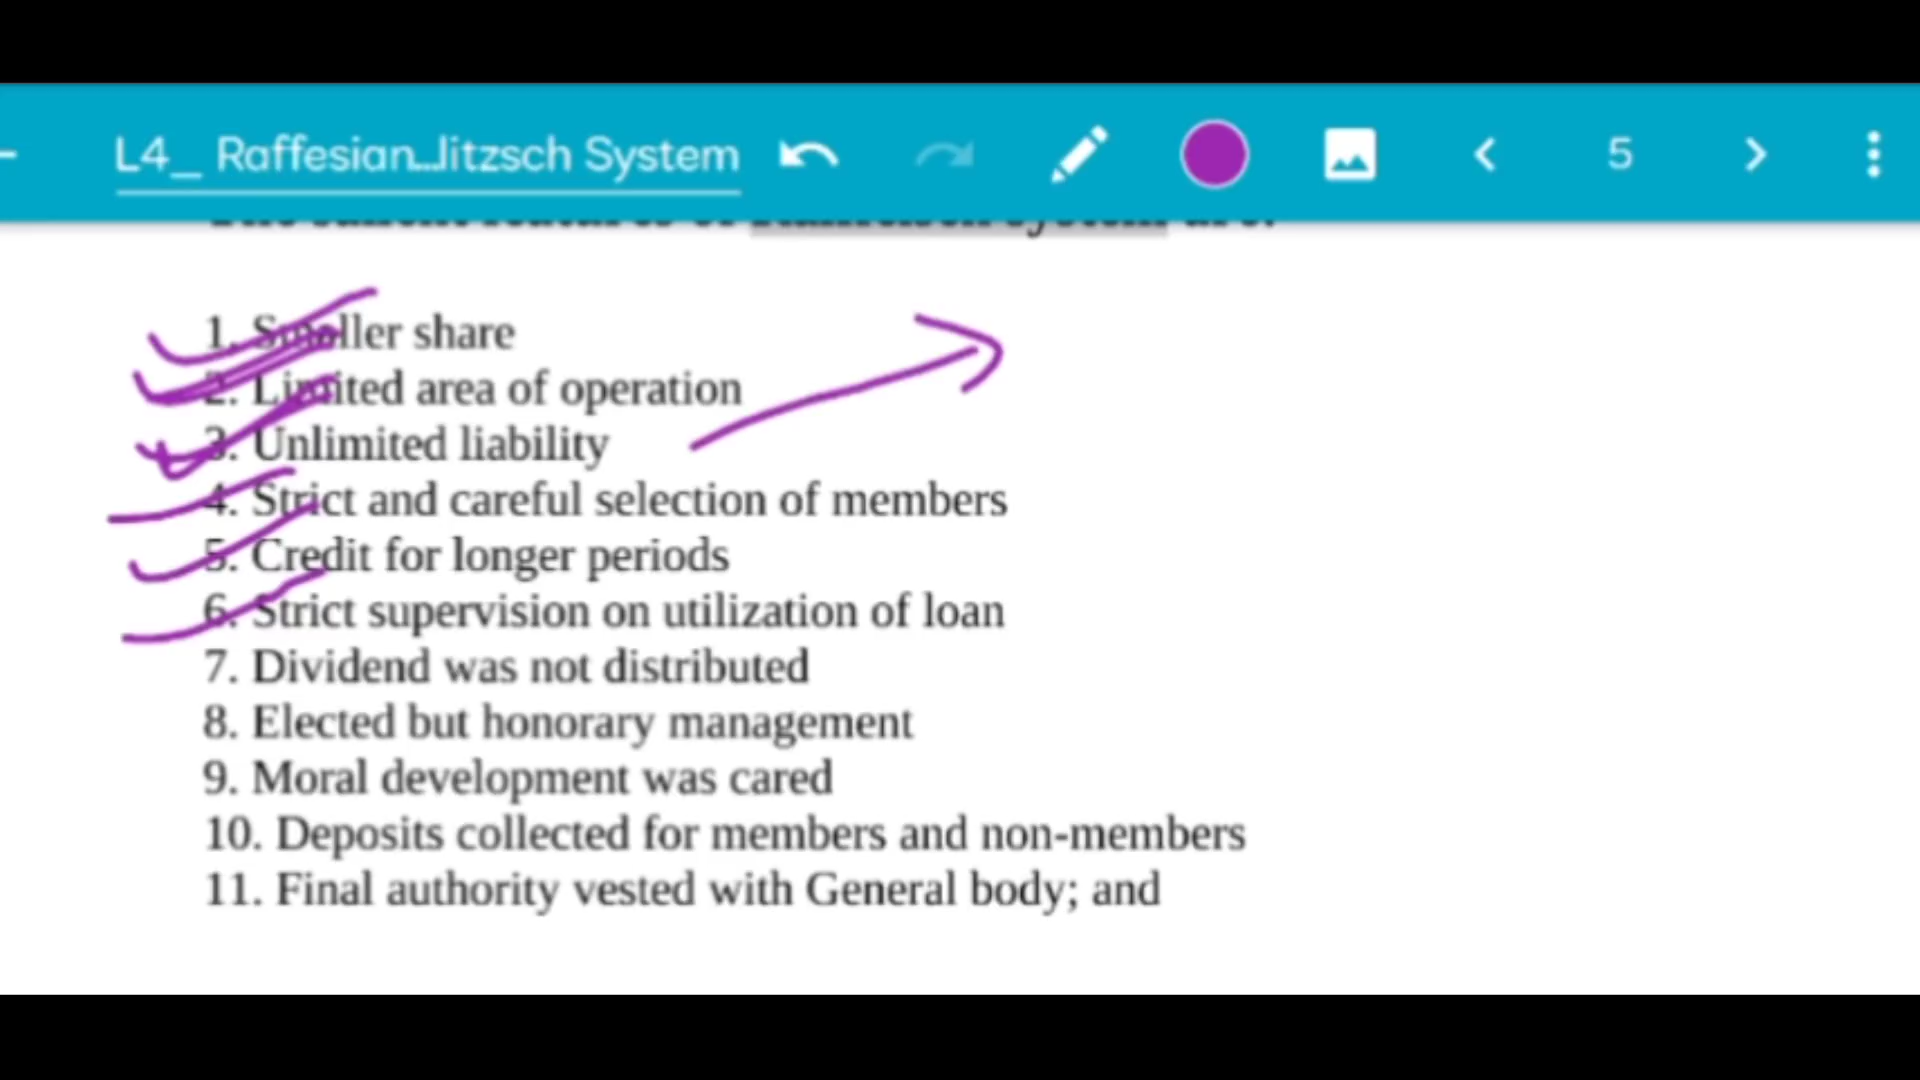 L4_ Raffesian...litzsch System
5
1. Smaller share
2. Limited area of operation
3. Unlimited liability
4. Strict and careful selection of members
5. Credit for longer periods
6. Strict supervision on utilization of loan
7. Dividend was not distributed
8. Elected but honorary management
9. Moral development was cared
10. Deposits collected for members and non-members
11. Final authority vested with General body; and